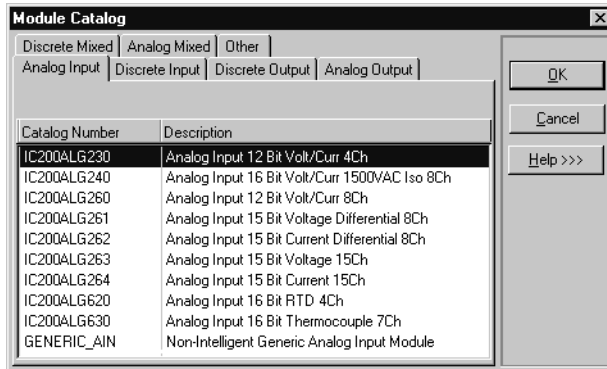 Module Catalog
Discrete Mixed Analog Mixed Other
Analog Input Discrete Input Discrete Output Analog Output
Catalog Number Description
IC200ALG230 Analog Input 12 Bit Volt/Curr 4Ch
IC200ALG240 Analog Input 16 Bit Volt/Curr 1500VAC Iso 8Ch
IC200ALG260 Analog Input 12 Bit Volt/Curr 8Ch
IC200ALG261 Analog Input 15 Bit Voltage Differential 8Ch
IC200ALG262 Analog Input 15 Bit Current Differential 8Ch
IC200ALG263 Analog Input 15 Bit Voltage 15Ch
IC200ALG264 Analog Input 15 Bit Current 15Ch
IC200ALG620 Analog Input 16 Bit RTD 4Ch
IC200ALG630 Analog Input 16 Bit Thermocouple 7Ch
GENERIC_AIN Non-Intelligent Generic Analog Input Module
OK
Cancel
Help >>>